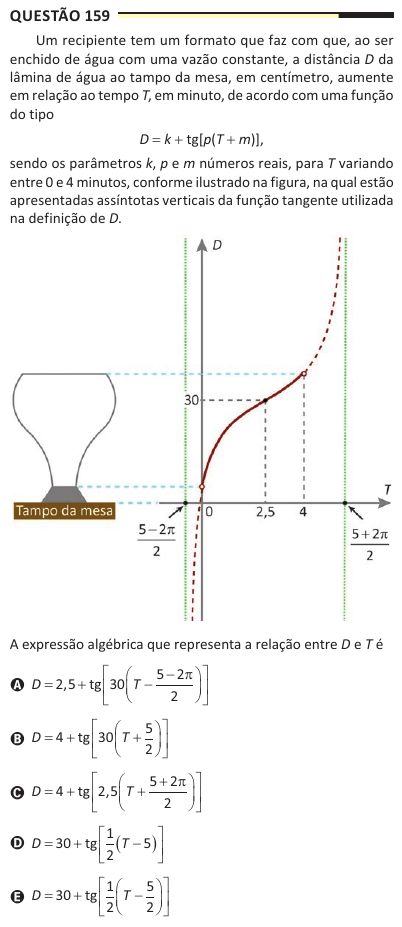 QUESTÃO 159
Um recipiente tem um formato que faz com que, ao ser
enchido de água com uma vazão constante, a distância D da
lâmina de água ao tampo da mesa, em centímetro, aumente
em relação ao tempo T, em minuto, de acordo com uma função
do tipo
D = k + tg[p(T + m)],
sendo os parâmetros k, p e m números reais, para T variando
entre 0 e 4 minutos, conforme ilustrado na figura, na qual estão
apresentadas assíntotas verticais da função tangente utilizada
na definição de D.
D
30
T
Tampo da mesa
0
2,5
4
5 − 2π
2
5 + 2π
2
A expressão algébrica que representa a relação entre D e T é
A D = 2,5 + tg[30(T − (5 − 2π)/2)]
B D = 4 + tg[30(T + 5/2)]
C D = 4 + tg[2,5(T + (5 + 2π)/2)]
D D = 30 + tg[1/2(T − 5)]
E D = 30 + tg[1/2(T − 5/2)]